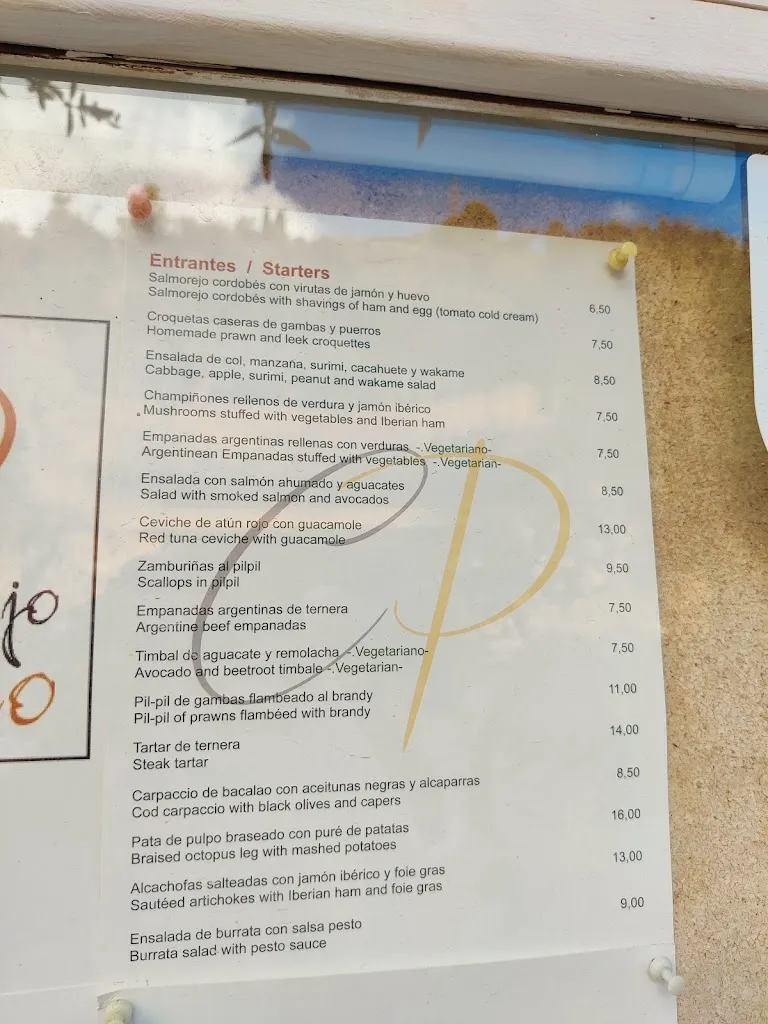 Entrantes / Starters
Salmorejo cordobés con virutas de jamón y huevo
Salmorejo cordobés with shavings of ham and egg (tomato cold cream) 6,50
Croquetas caseras de gambas y puerros
Homemade prawn and leek croquettes 7,50
Ensalada de col, manzana, surimi, cacahuete y wakame
Cabbage, apple, surimi, peanut and wakame salad 8,50
Champiñones rellenos de verdura y jamón ibérico
Mushrooms stuffed with vegetables and Iberian ham 7,50
Empanadas argentinas rellenas con verduras -.Vegetariano-
Argentinean Empanadas stuffed with vegetables -.Vegetarian- 7,50
Ensalada con salmón ahumado y aguacates
Salad with smoked salmon and avocados 8,50
Ceviche de atún rojo con guacamole
Red tuna ceviche with guacamole 13,00
Zamburiñas al pilpil
Scallops in pilpil 9,50
Empanadas argentinas de ternera
Argentine beef empanadas 7,50
Timbal de aguacate y remolacha -.Vegetariano-
Avocado and beetroot timbale -.Vegetarian- 7,50
Pil-pil de gambas flambeado al brandy
Pil-pil of prawns flambéed with brandy 11,00
Tartar de ternera
Steak tartar 14,00
Carpaccio de bacalao con aceitunas negras y alcaparras
Cod carpaccio with black olives and capers 8,50
Pata de pulpo braseado con puré de patatas
Braised octopus leg with mashed potatoes 16,00
Alcachofas salteadas con jamón ibérico y foie gras
Sautéed artichokes with Iberian ham and foie gras 13,00
Ensalada de burrata con salsa pesto
Burrata salad with pesto sauce 9,00
CP
jo
o